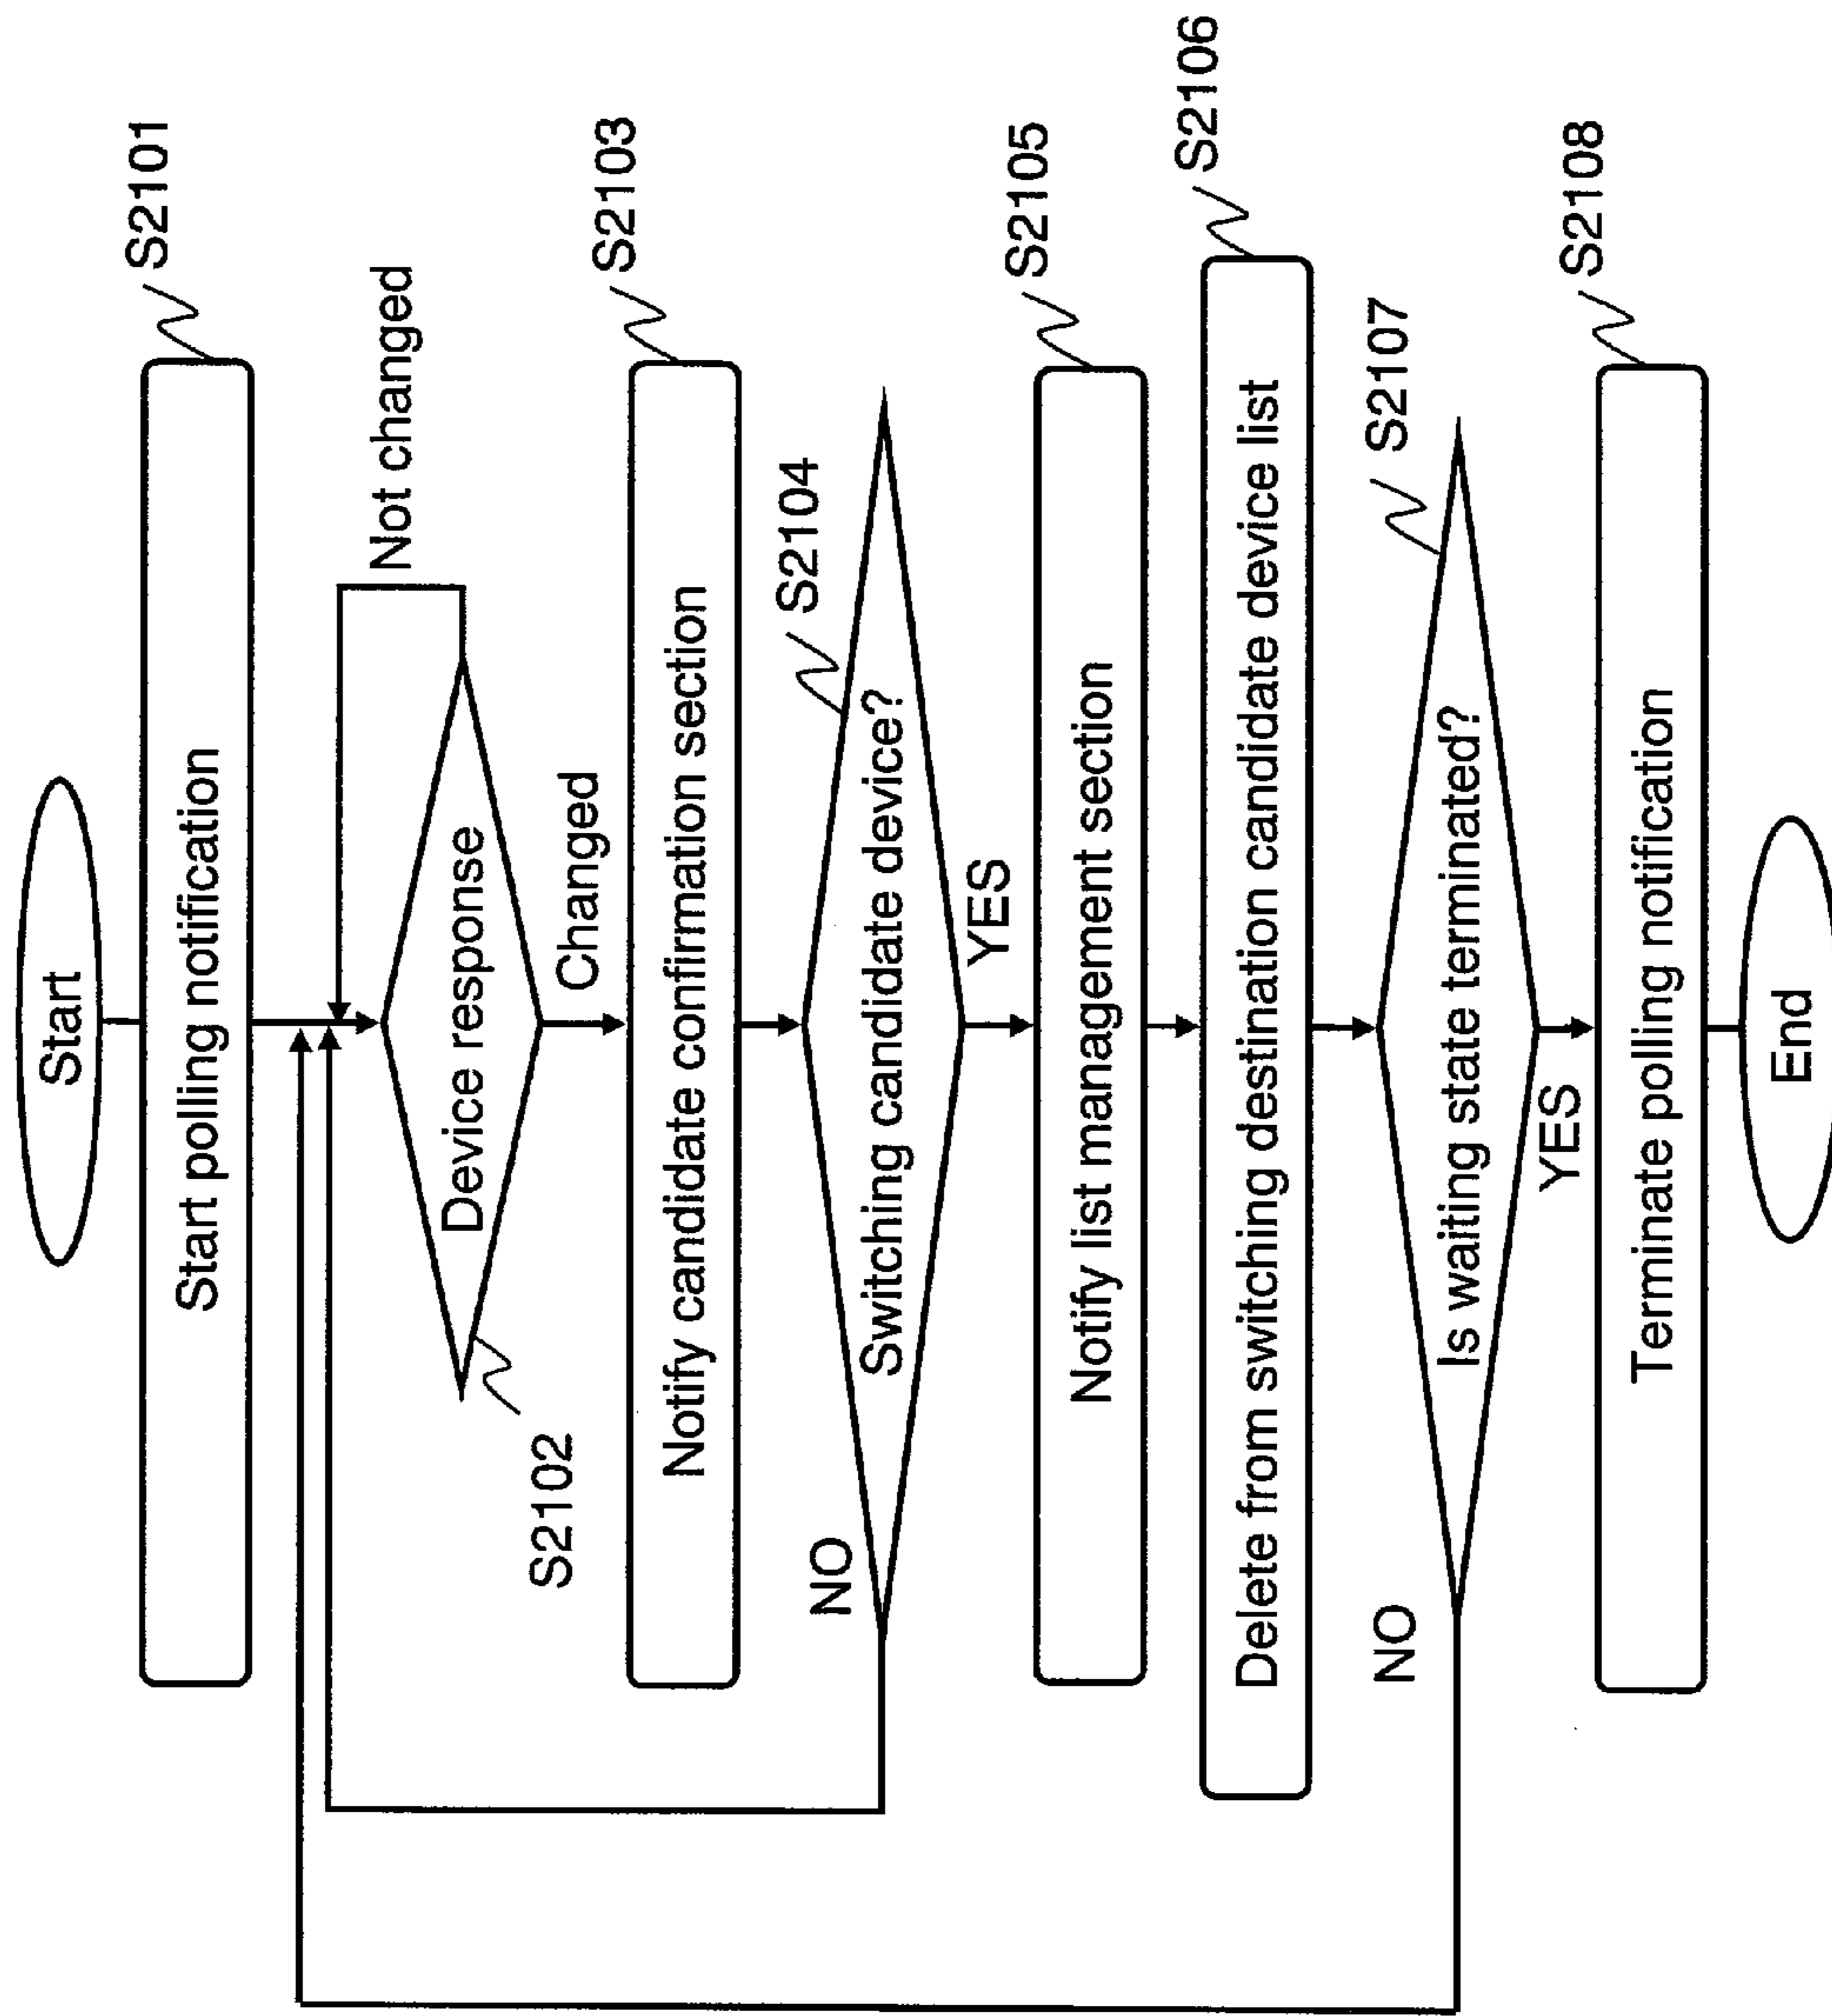 Start
Start polling notification
S2101
Not changed
Device response
S2102
Changed
Notify candidate confirmation section
S2103
Switching candidate device?
S2104
NO
YES
Notify list management section
S2105
Delete from switching destination candidate device list
S2106
Is waiting state terminated?
S2107
NO
YES
Terminate polling notification
S2108
End